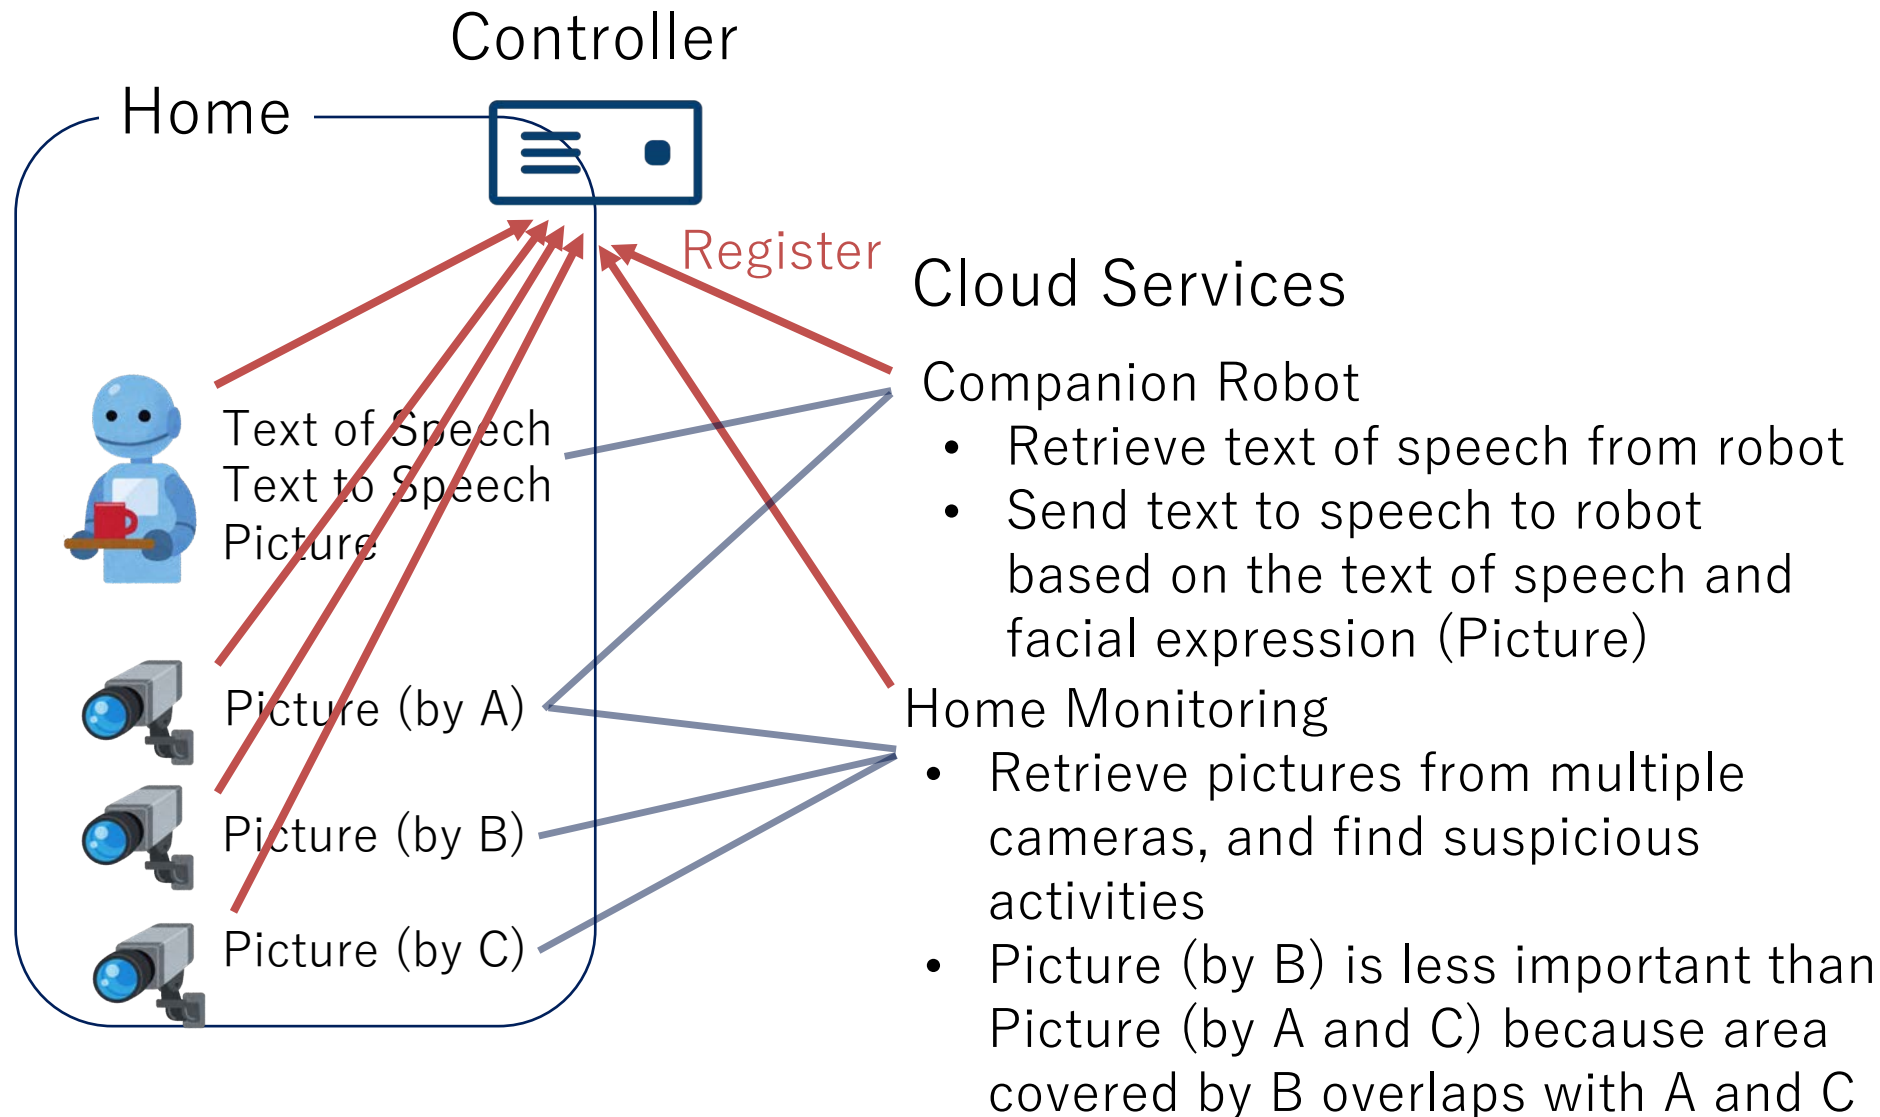 Controller
Home
Register
Cloud Services
Text of Speech
Text to Speech
Picture
Picture (by A)
Picture (by B)
Picture (by C)
Companion Robot
• Retrieve text of speech from robot
• Send text to speech to robot
based on the text of speech and
facial expression (Picture)
Home Monitoring
• Retrieve pictures from multiple
cameras, and find suspicious
activities
• Picture (by B) is less important than
Picture (by A and C) because area
covered by B overlaps with A and C